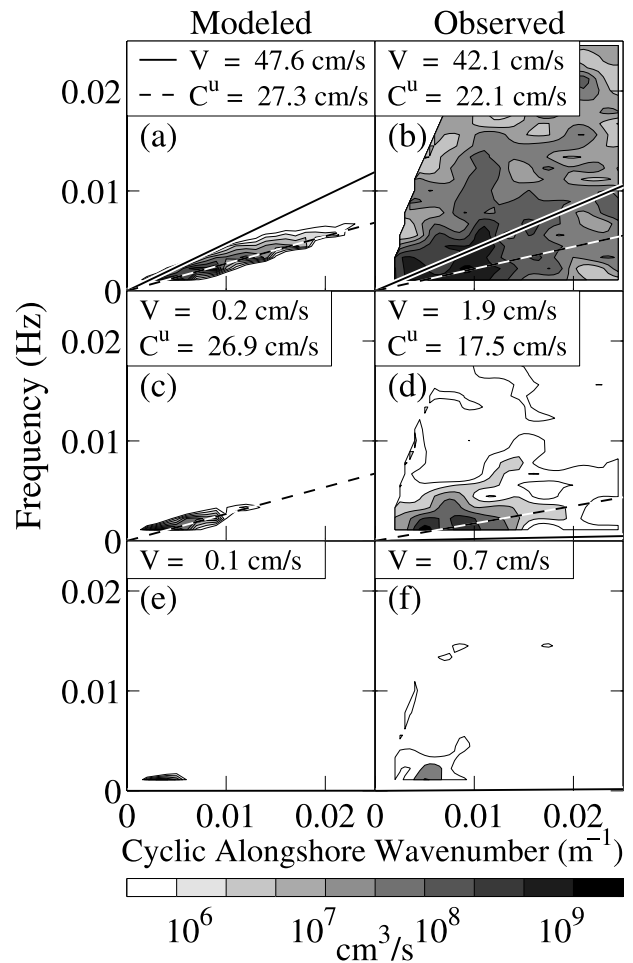 Modeled Observed
V = 47.6 cm/s
C^u = 27.3 cm/s
V = 42.1 cm/s
C^u = 22.1 cm/s
(a)
(b)
0.02
0.01
0
V = 0.2 cm/s
C^u = 26.9 cm/s
V = 1.9 cm/s
C^u = 17.5 cm/s
(c)
(d)
0.02
0.01
0
Frequency (Hz)
V = 0.1 cm/s
V = 0.7 cm/s
(e)
(f)
0.02
0.01
0
0 0.01 0.02 0 0.01 0.02
Cyclic Alongshore Wavenumber (m^-1)
10^6 10^7 10^8 10^9
cm^3/s